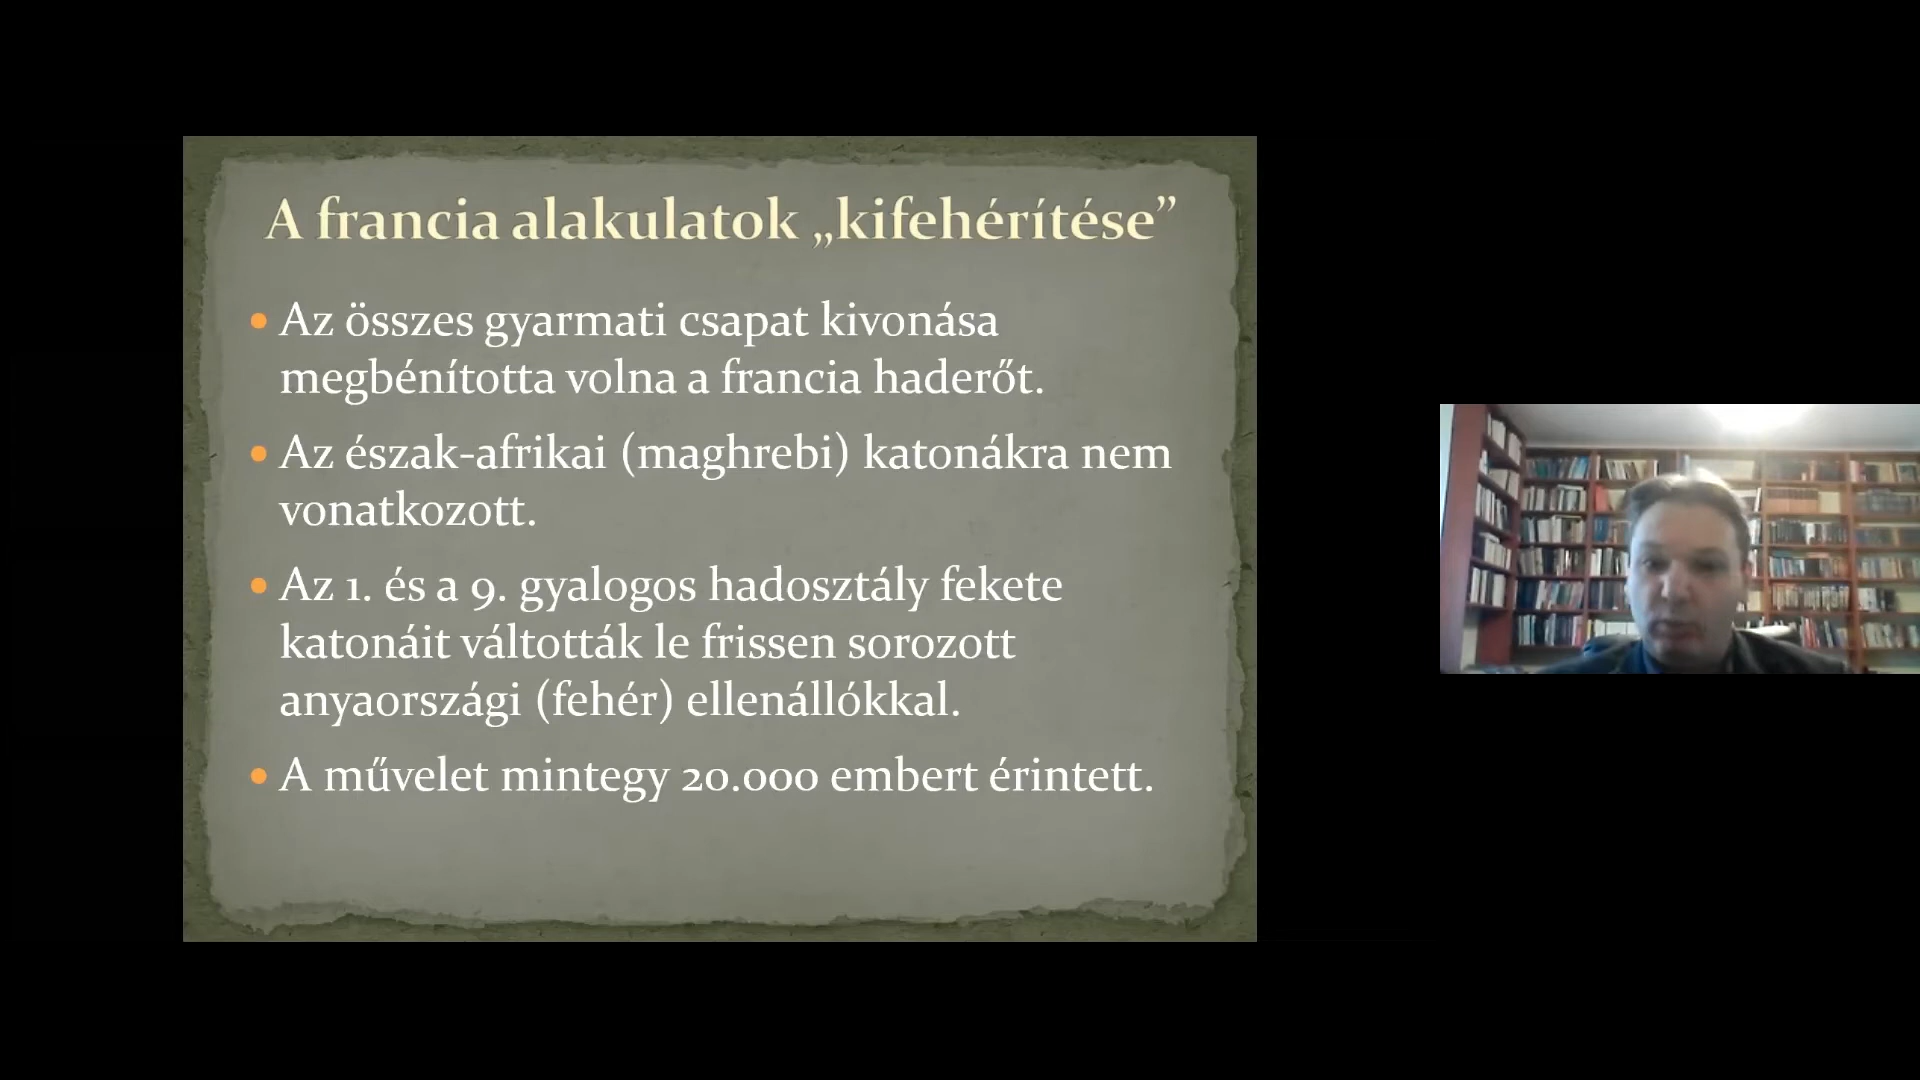 A francia alakulatok „kifehérítése”
• Az összes gyarmati csapat kivonása
megbénította volna a francia haderőt.
• Az észak-afrikai (maghrebi) katonákra nem
vonatkozott.
• Az 1. és a 9. gyalogos hadosztály fekete
katonáit váltották le frissen sorozott
anyaországi (fehér) ellenállókkal.
• A művelet mintegy 20.000 embert érintett.